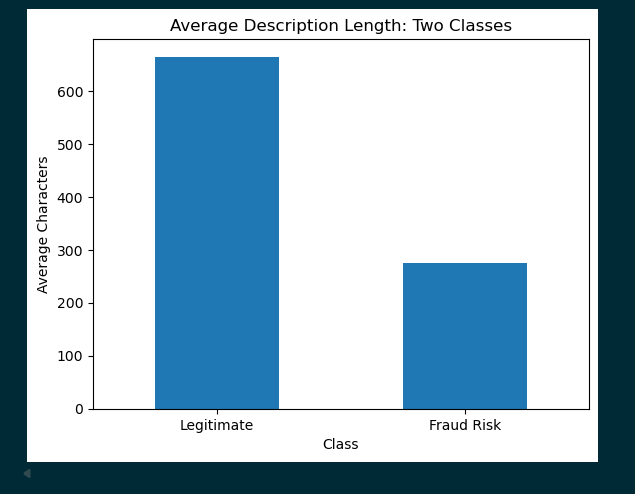 Average Description Length: Two Classes
600
500
400
300
200
100
0
Average Characters
Legitimate
Fraud Risk
Class